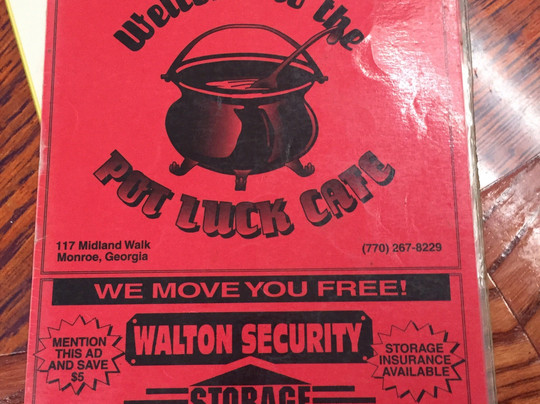 Welcome to the
POT LUCK CAFE
117 Midland Walk
Monroe, Georgia
(770) 267-8229
WE MOVE YOU FREE!
MENTION
THIS AD
AND SAVE
$5
WALTON SECURITY
STORAGE
INSURANCE
AVAILABLE
STORAGE